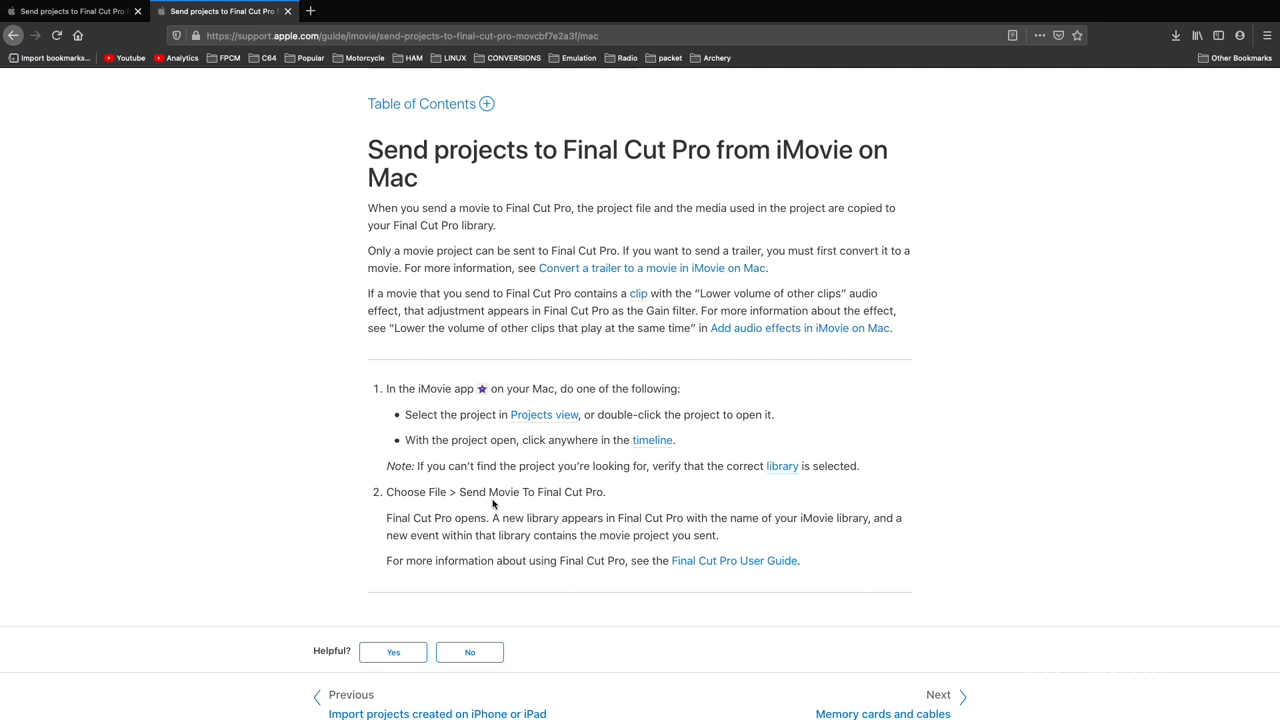 Send projects to Final Cut Pro f
Send projects to Final Cut Pro f
https://support.apple.com/guide/imovie/send-projects-to-final-cut-pro-movcbf7e2a3f/mac
Import bookmarks... Youtube Analytics FPCM C64 Popular Motorcycle HAM LINUX CONVERSIONS Emulation Radio packet Archery Other Bookmarks
Table of Contents
Send projects to Final Cut Pro from iMovie on
Mac
When you send a movie to Final Cut Pro, the project file and the media used in the project are copied to
your Final Cut Pro library.
Only a movie project can be sent to Final Cut Pro. If you want to send a trailer, you must first convert it to a
movie. For more information, see Convert a trailer to a movie in iMovie on Mac.
If a movie that you send to Final Cut Pro contains a clip with the “Lower volume of other clips” audio
effect, that adjustment appears in Final Cut Pro as the Gain filter. For more information about the effect,
see “Lower the volume of other clips that play at the same time” in Add audio effects in iMovie on Mac.
1. In the iMovie app on your Mac, do one of the following:
• Select the project in Projects view, or double-click the project to open it.
• With the project open, click anywhere in the timeline.
Note: If you can’t find the project you’re looking for, verify that the correct library is selected.
2. Choose File > Send Movie To Final Cut Pro.
Final Cut Pro opens. A new library appears in Final Cut Pro with the name of your iMovie library, and a
new event within that library contains the movie project you sent.
For more information about using Final Cut Pro, see the Final Cut Pro User Guide.
Helpful? Yes No
Previous Next
Import projects created on iPhone or iPad Memory cards and cables